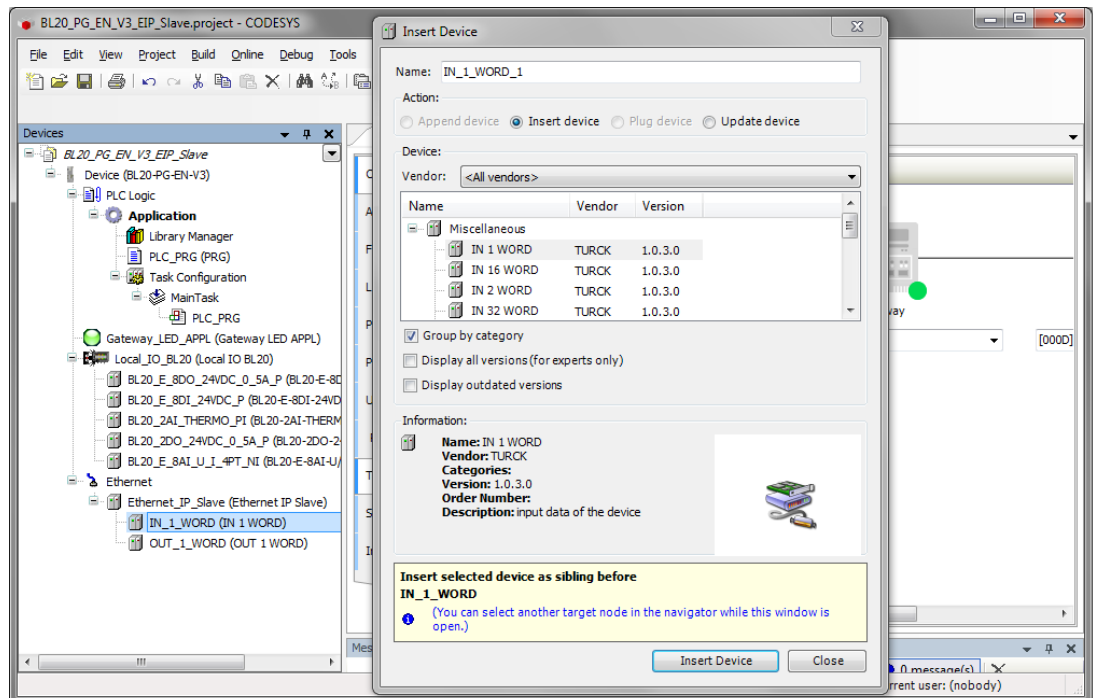 BL20_PG_EN_V3_EIP_Slave.project - CODESYS
File Edit View Project Build Online Debug Tools
Devices
BL20_PG_EN_V3_EIP_Slave
Device (BL20-PG-EN-V3)
PLC Logic
Application
Library Manager
PLC_PRG (PRG)
Task Configuration
MainTask
PLC_PRG
Gateway_LED_APPL (Gateway LED APPL)
Local_IO_BL20 (Local IO BL20)
BL20_E_8DO_24VDC_0_5A_P (BL20-E-8D
BL20_E_8DI_24VDC_P (BL20-E-8DI-24VD
BL20_2AI_THERMO_PI (BL20-2AI-THERM
BL20_2DO_24VDC_0_5A_P (BL20-2DO-2
BL20_E_8AI_U_I_4PT_NI (BL20-E-8AI-U/
Ethernet
Ethernet_IP_Slave (Ethernet IP Slave)
IN_1_WORD (IN 1 WORD)
OUT_1_WORD (OUT 1 WORD)
Insert Device
Name: IN_1_WORD_1
Action:
Append device Insert device Plug device Update device
Device:
Vendor: <All vendors>
Name Vendor Version
Miscellaneous
IN 1 WORD TURCK 1.0.3.0
IN 16 WORD TURCK 1.0.3.0
IN 2 WORD TURCK 1.0.3.0
IN 32 WORD TURCK 1.0.3.0
Group by category
Display all versions (for experts only)
Display outdated versions
Information:
Name: IN 1 WORD
Vendor: TURCK
Categories:
Version: 1.0.3.0
Order Number:
Description: input data of the device
Insert selected device as sibling before
IN_1_WORD
(You can select another target node in the navigator while this window is
open.)
Insert Device Close
way
[000D]
Mes
0 message(s)
rrent user: (nobody)